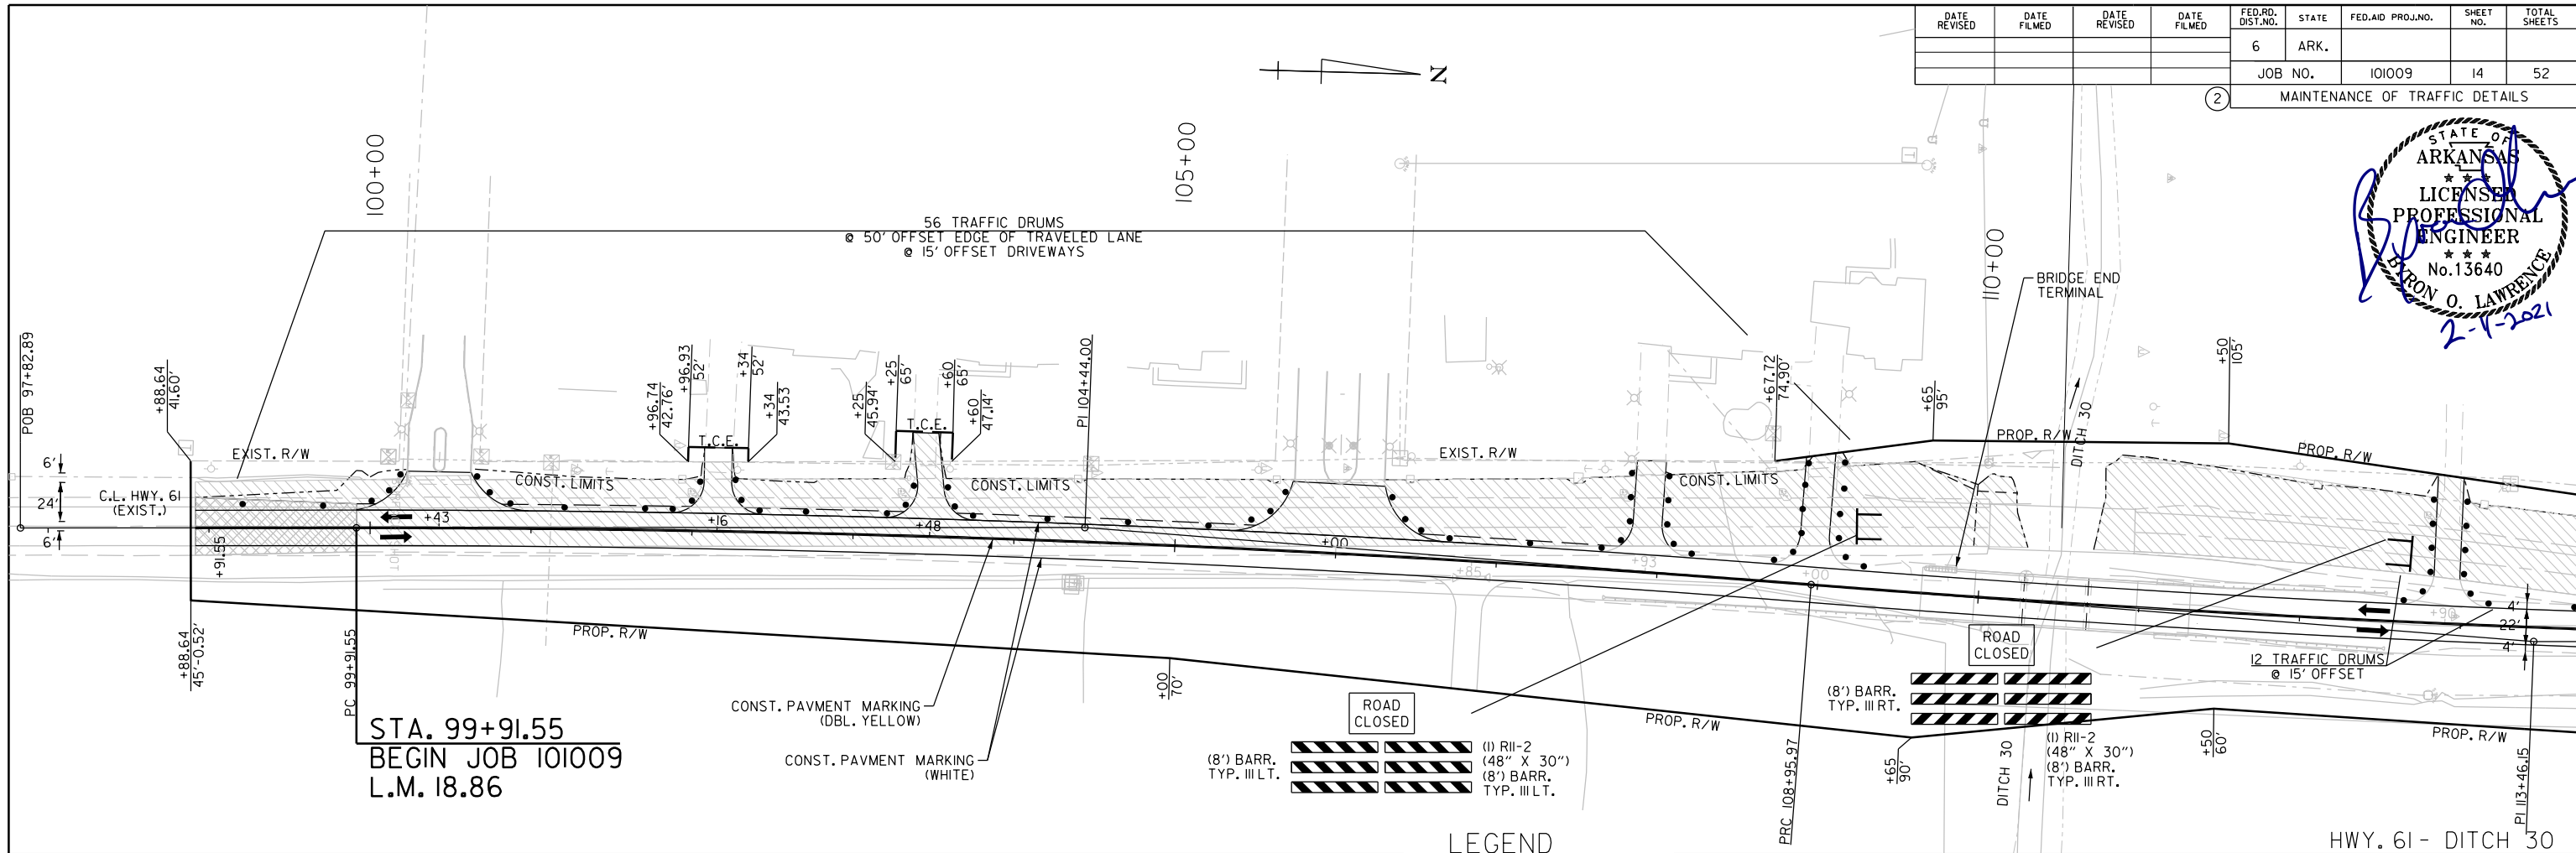 DATE REVISED
DATE FILMED
DATE REVISED
DATE FILMED
FED.RD. DIST.NO.
STATE
FED.AID PROJ.NO.
SHEET NO.
TOTAL SHEETS
6
ARK.
JOB NO.
101009
14
52
2
MAINTENANCE OF TRAFFIC DETAILS
STATE OF
ARKANSAS
★ ★ ★
LICENSED
PROFESSIONAL
ENGINEER
★ ★ ★
No.13640
BYRON O. LAWRENCE
2-4-2021
N
100+00
105+00
110+00
56 TRAFFIC DRUMS
@ 50' OFFSET EDGE OF TRAVELED LANE
@ 15' OFFSET DRIVEWAYS
BRIDGE END
TERMINAL
POB 97+82.89
+88.64
41.60'
+96.74
42.76'
+96.93
52'
+34
52'
+34
43.53
+25
45.94'
+25
65'
+60
65'
+60
47.14'
PI 104+44.00
+67.72
74.90'
+65
95'
+50
105'
T.C.E.
T.C.E.
EXIST. R/W
EXIST. R/W
PROP. R/W
PROP. R/W
DITCH 30
6'
24'
6'
C.L. HWY. 61
(EXIST.)
CONST. LIMITS
CONST. LIMITS
CONST. LIMITS
+91.55
+43
+16
+48
+00
+85
+93
+00
+90
4'
22'
4'
+88.64
45'-0.52'
PC 99+91.55
PROP. R/W
+00
70'
STA. 99+91.55
BEGIN JOB 101009
L.M. 18.86
CONST. PAVMENT MARKING
(DBL. YELLOW)
CONST. PAVMENT MARKING
(WHITE)
ROAD
CLOSED
(8') BARR.
TYP. III LT.
(1) R11-2
(48" X 30")
(8') BARR.
TYP. III LT.
PROP. R/W
PRC 108+95.97
ROAD
CLOSED
(8') BARR.
TYP. III RT.
(1) R11-2
(48" X 30")
(8') BARR.
TYP. III RT.
+65
90'
DITCH 30
12 TRAFFIC DRUMS
@ 15' OFFSET
+50
60'
PROP. R/W
PI 113+46.15
LEGEND
HWY. 61 - DITCH 30